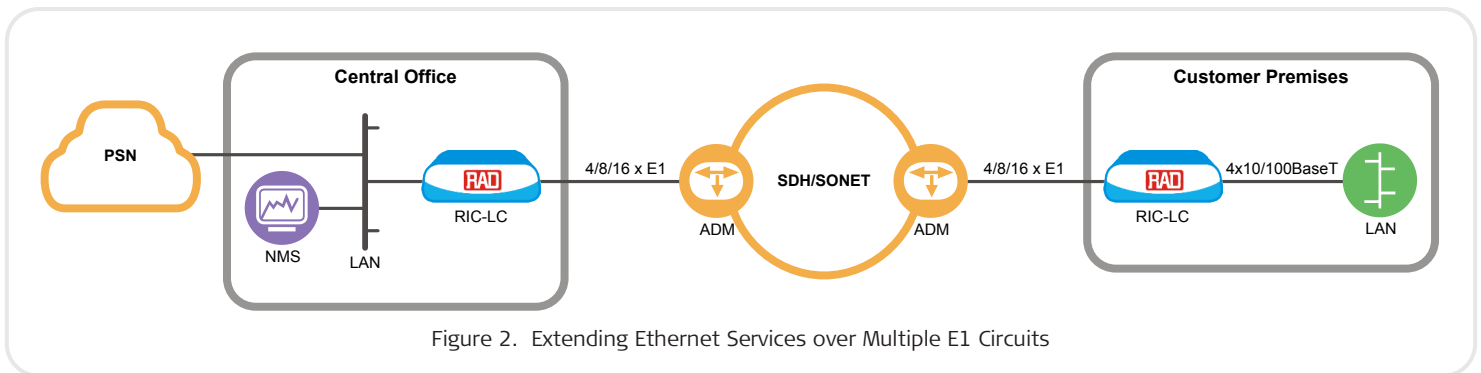 Central Office
Customer Premises
PSN
RAD
4/8/16 x E1
SDH/SONET
4/8/16 x E1
RAD
4x10/100BaseT
RIC-LC
ADM
ADM
RIC-LC
LAN
NMS
LAN
Figure 2. Extending Ethernet Services over Multiple E1 Circuits